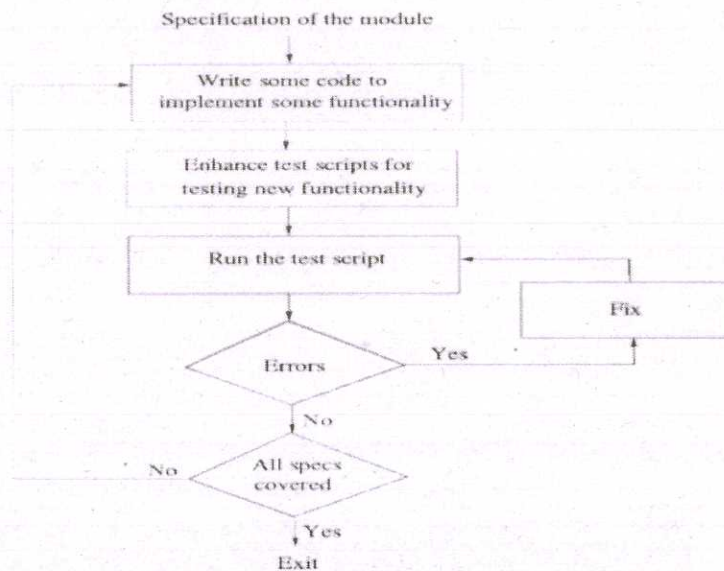 Specification of the module
Write some code to
implement some functionality
Enhance test scripts for
testing new functionality
Run the test script
Fix
Errors
Yes
No
All specs
covered
No
Yes
Exit